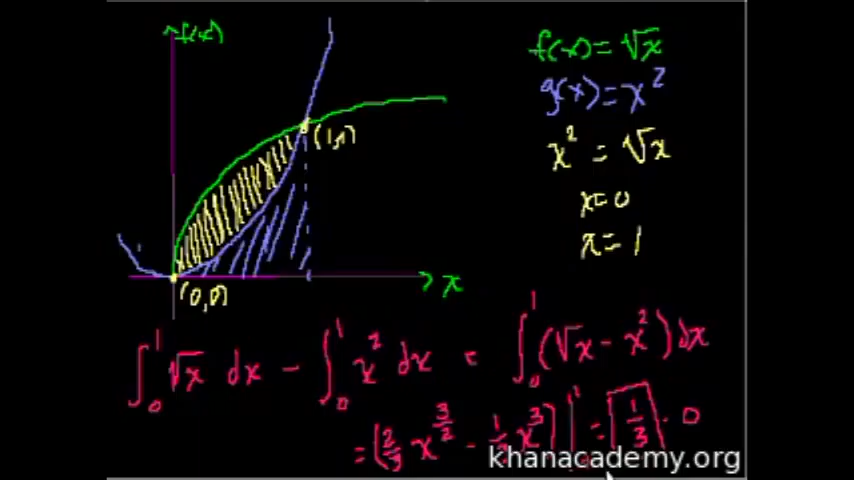 f(x)
f(x) = √x
g(x) = x²
(1,1)
x² = √x
x=0
x=1
x
(0,0)
∫₀¹ √x dx − ∫₀¹ x² dx = ∫₀¹ (√x − x²) dx
= (2/3 x^(3/2) − 1/3 x³) |₀¹ = 1/3 · 0
khanacademy.org